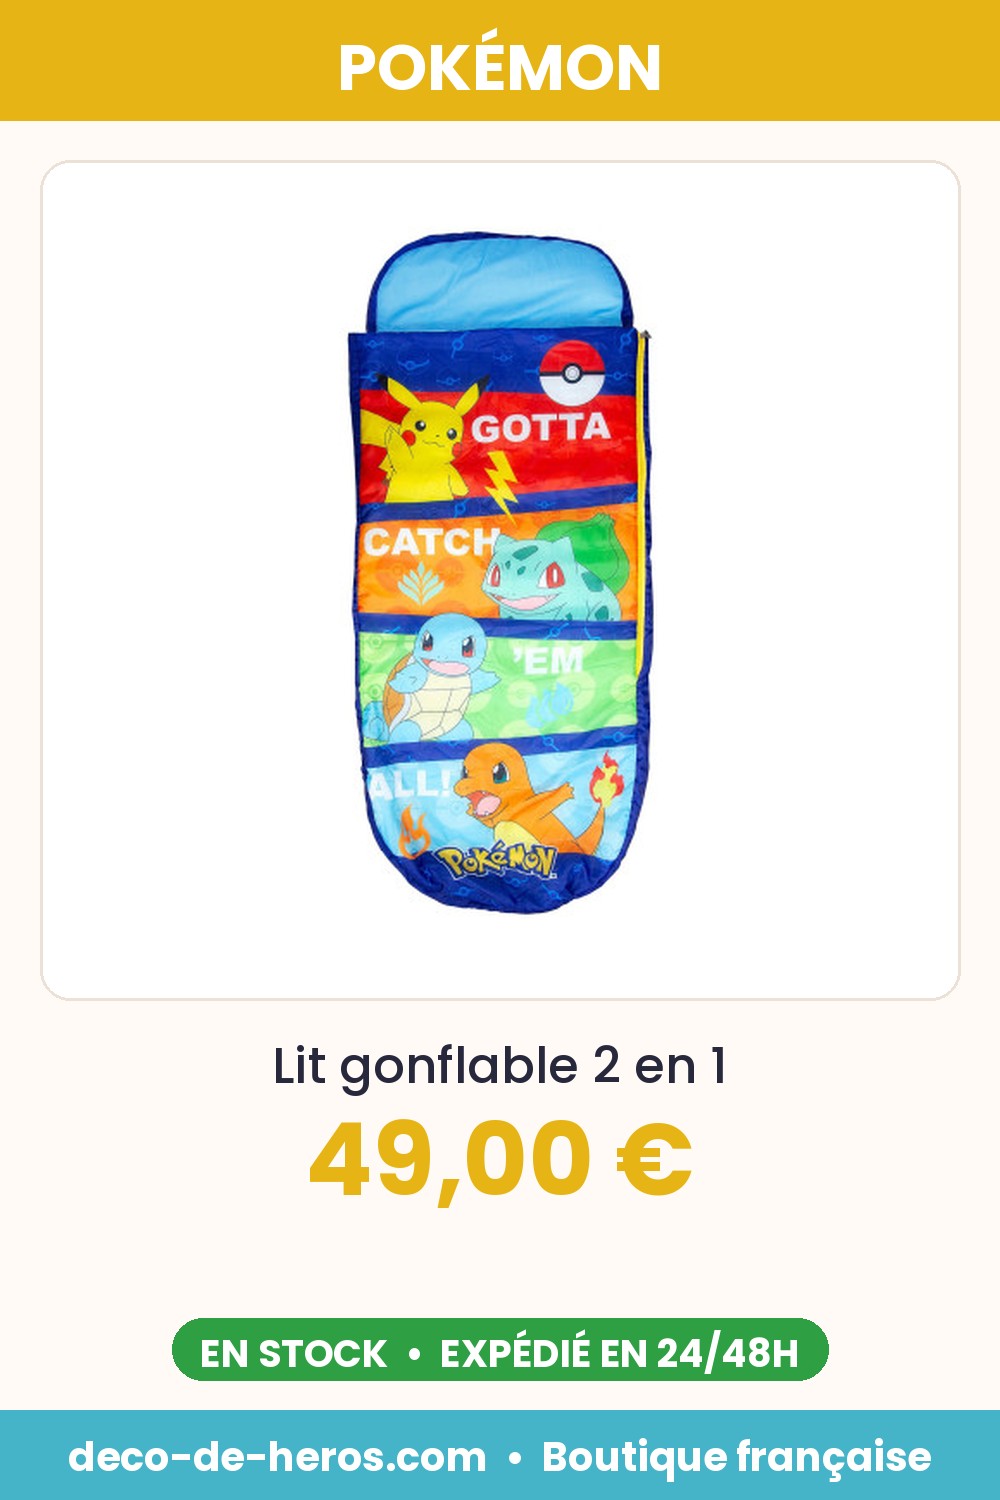 POKÉMON
GOTTA
CATCH
'EM
ALL!
POKéMON
Lit gonflable 2 en 1
49,00 €
EN STOCK • EXPÉDIÉ EN 24/48H
deco-de-heros.com • Boutique française